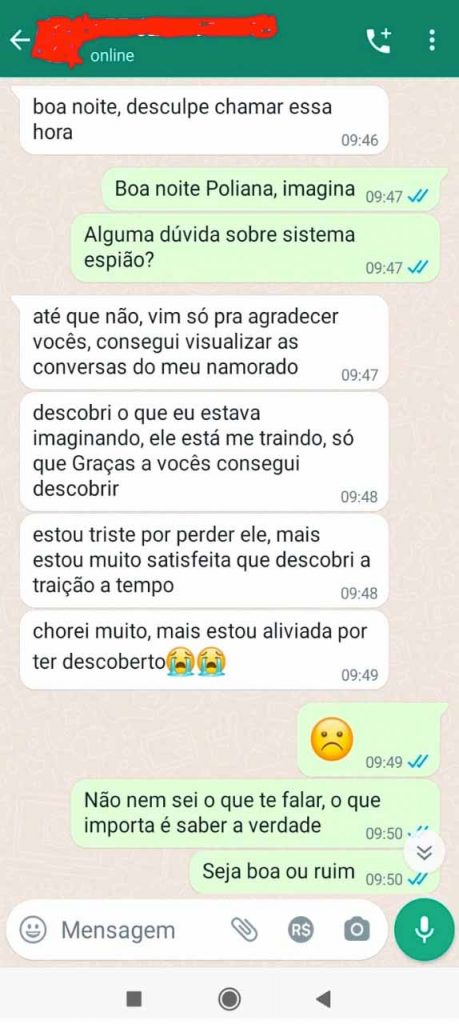 online
boa noite, desculpe chamar essa
hora
09:46
Boa noite Poliana, imagina
09:47
Alguma dúvida sobre sistema
espião?
09:47
até que não, vim só pra agradecer
vocês, consegui visualizar as
conversas do meu namorado
09:47
descobri o que eu estava
imaginando, ele está me traindo, só
que Graças a vocês consegui
descobrir
09:48
estou triste por perder ele, mais
estou muito satisfeita que descobri a
traição a tempo
09:48
chorei muito, mais estou aliviada por
ter descoberto😭😭
09:49
☹️
09:49
Não nem sei o que te falar, o que
importa é saber a verdade
09:50
Seja boa ou ruim
09:50
Mensagem
R$